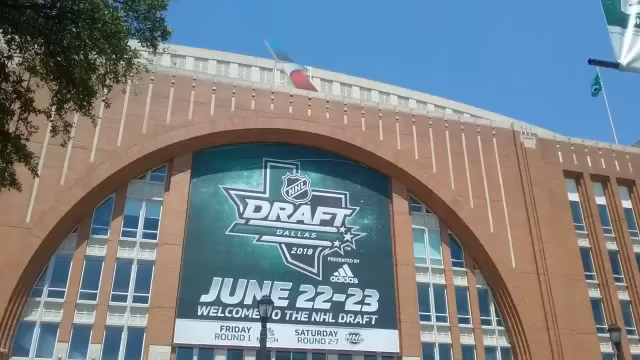 NHL
DRAFT
DALLAS
2018
PRESENTED BY
adidas
JUNE 22-23
WELCOME TO THE NHL DRAFT
FRIDAY
ROUND 1
SATURDAY
ROUND 2-7